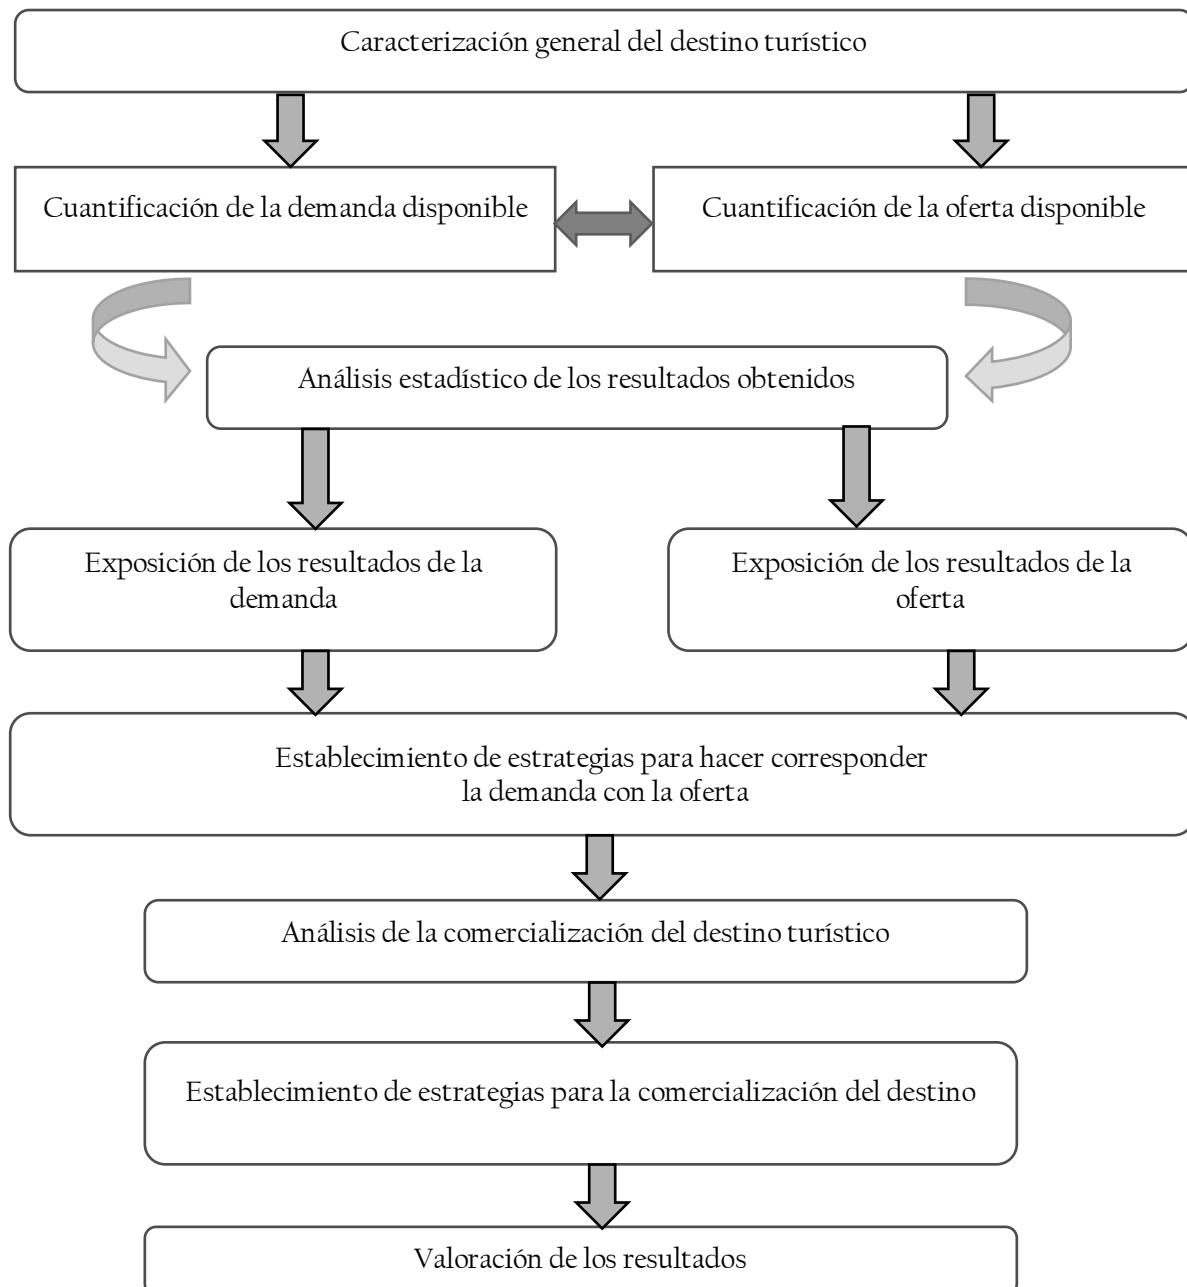 Caracterización general del destino turístico
Cuantificación de la demanda disponible
Cuantificación de la oferta disponible
Análisis estadístico de los resultados obtenidos
Exposición de los resultados de la
demanda
Exposición de los resultados de la
oferta
Establecimiento de estrategias para hacer corresponder
la demanda con la oferta
Análisis de la comercialización del destino turístico
Establecimiento de estrategias para la comercialización del destino
Valoración de los resultados